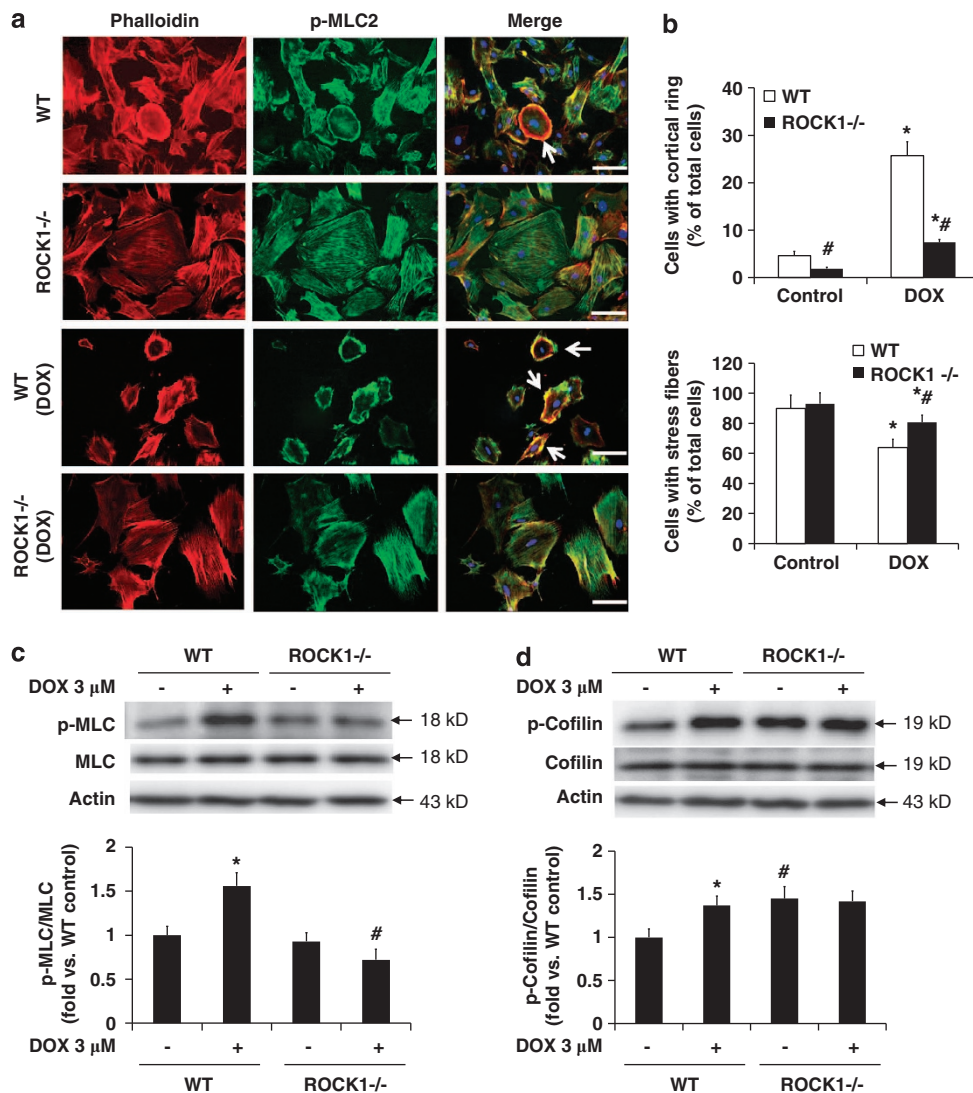 a
Phalloidin p-MLC2 Merge
WT
ROCK1-/-
WT
(DOX)
ROCK1-/-
(DOX)
b
WT
ROCK1-/-
Cells with cortical ring
(% of total cells)
40
30
20
10
0
*
#
*#
Control DOX
WT
ROCK1 -/-
Cells with stress fibers
(% of total cells)
120
100
80
60
40
20
0
*
*#
Control DOX
c
WT ROCK1-/-
DOX 3 µM - + - +
p-MLC 18 kD
MLC 18 kD
Actin 43 kD
p-MLC/MLC
(fold vs. WT control)
2
1.5
1
0.5
0
*
#
DOX 3 µM - + - +
WT ROCK1-/-
d
WT ROCK1-/-
DOX 3 µM - + - +
p-Cofilin 19 kD
Cofilin 19 kD
Actin 43 kD
p-Cofilin/Cofilin
(fold vs. WT control)
2
1.5
1
0.5
0
*
#
DOX 3 µM - + - +
WT ROCK1-/-